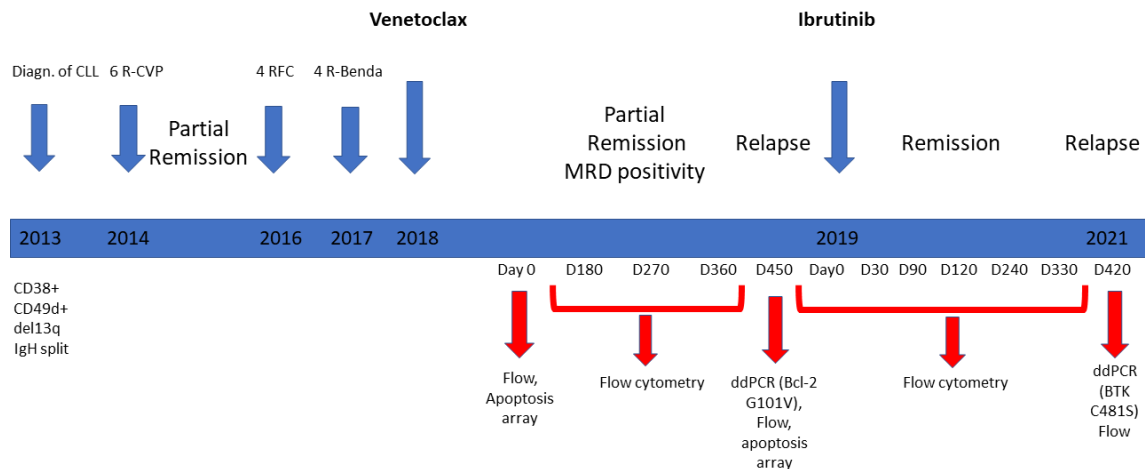 Venetoclax Ibrutinib
Diagn. of CLL 6 R-CVP 4 RFC 4 R-Benda
Partial
Remission
Partial
Remission
MRD positivity
Relapse
Remission
Relapse
2013 2014 2016 2017 2018 2019 2021
Day 0 D180 D270 D360 D450 Day0 D30 D90 D120 D240 D330 D420
CD38+
CD49d+
del13q
IgH split
Flow,
Apoptosis
array
Flow cytometry
ddPCR (Bcl-2
G101V),
Flow,
apoptosis
array
Flow cytometry
ddPCR
(BTK
C481S)
Flow